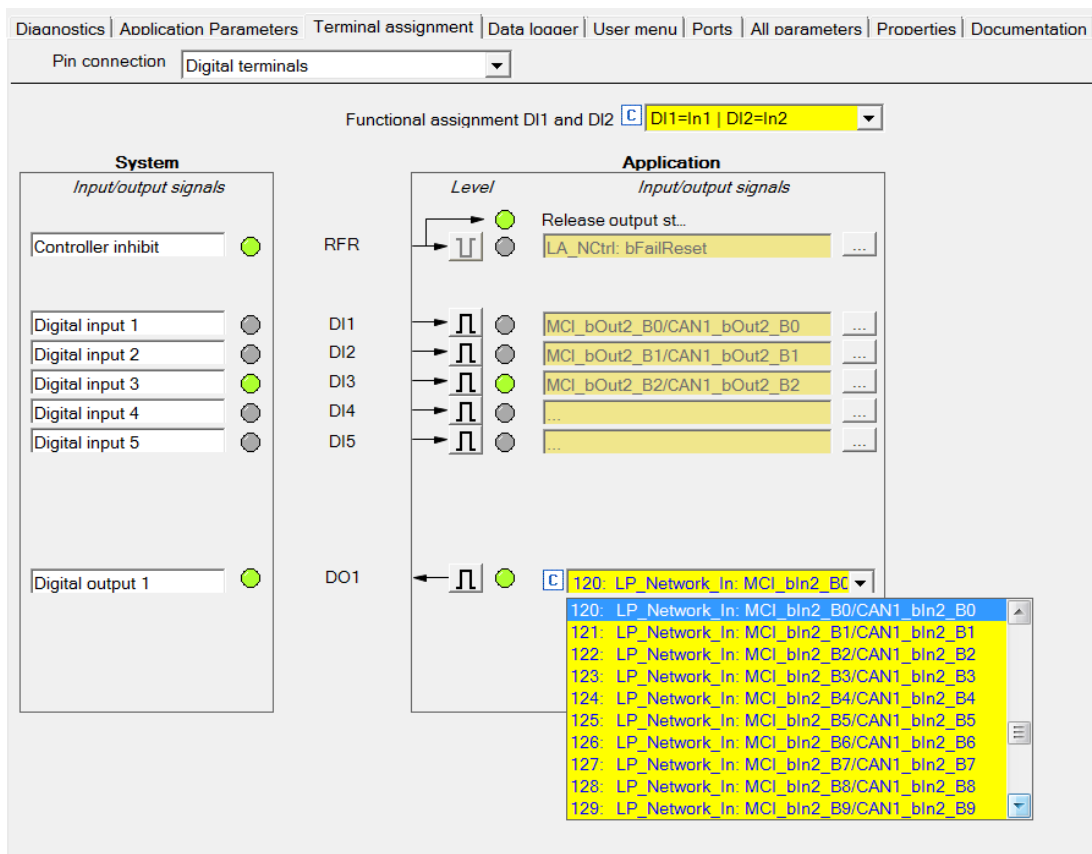 Diagnostics Application Parameters Terminal assignment Data logger User menu Ports All parameters Properties Documentation
Pin connection Digital terminals
Functional assignment DI1 and DI2 C DI1=In1 | DI2=In2
System Application
Input/output signals Level Input/output signals
Release output st...
Controller inhibit RFR LA_NCtrl: bFailReset ...
Digital input 1 DI1 MCI_bOut2_B0/CAN1_bOut2_B0 ...
Digital input 2 DI2 MCI_bOut2_B1/CAN1_bOut2_B1 ...
Digital input 3 DI3 MCI_bOut2_B2/CAN1_bOut2_B2 ...
Digital input 4 DI4 ... ...
Digital input 5 DI5 ... ...
Digital output 1 DO1 C 120: LP_Network_In: MCI_bIn2_B0
120: LP_Network_In: MCI_bIn2_B0/CAN1_bIn2_B0
121: LP_Network_In: MCI_bIn2_B1/CAN1_bIn2_B1
122: LP_Network_In: MCI_bIn2_B2/CAN1_bIn2_B2
123: LP_Network_In: MCI_bIn2_B3/CAN1_bIn2_B3
124: LP_Network_In: MCI_bIn2_B4/CAN1_bIn2_B4
125: LP_Network_In: MCI_bIn2_B5/CAN1_bIn2_B5
126: LP_Network_In: MCI_bIn2_B6/CAN1_bIn2_B6
127: LP_Network_In: MCI_bIn2_B7/CAN1_bIn2_B7
128: LP_Network_In: MCI_bIn2_B8/CAN1_bIn2_B8
129: LP_Network_In: MCI_bIn2_B9/CAN1_bIn2_B9